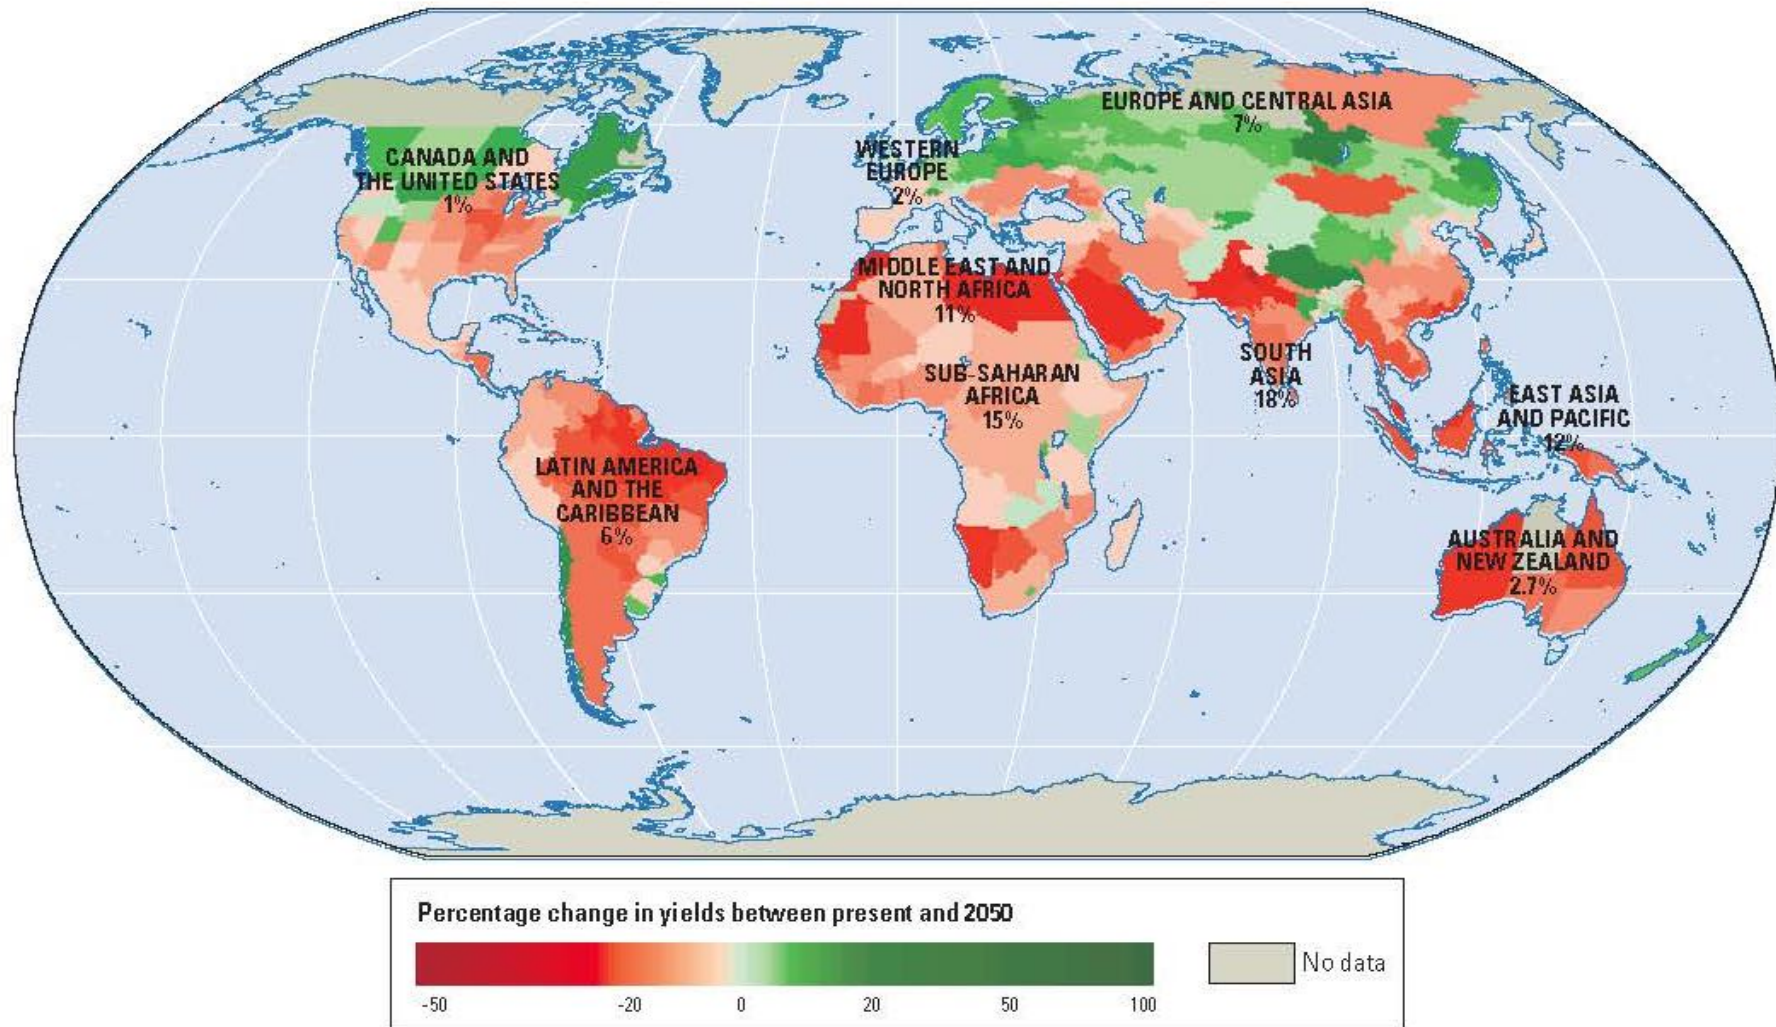 EUROPE AND CENTRAL ASIA
7%
CANADA AND
THE UNITED STATES
1%
WESTERN
EUROPE
2%
MIDDLE EAST AND
NORTH AFRICA
11%
SUB-SAHARAN
AFRICA
15%
SOUTH
ASIA
18%
EAST ASIA
AND PACIFIC
12%
LATIN AMERICA
AND THE
CARIBBEAN
6%
AUSTRALIA AND
NEW ZEALAND
2.7%
Percentage change in yields between present and 2050
No data
-50 -20 0 20 50 100